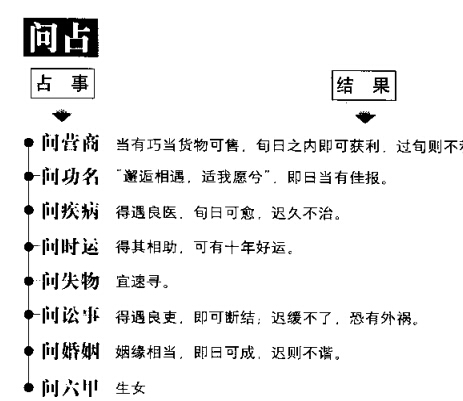 问占
占 事
结 果
问营商 当有巧当货物可售，旬日之内即可获利，过旬则不
问功名 “邂逅相遇，适我愿兮”，即日当有佳报。
问疾病 得遇良医，旬日可愈，迟久不治。
问时运 得其相助，可有十年好运。
问失物 宜速寻。
问讼事 得遇良吏，即可断结；迟缓不了，恐有外祸。
问婚姻 姻缘相当，即日可成，迟则不谐。
问六甲 生女